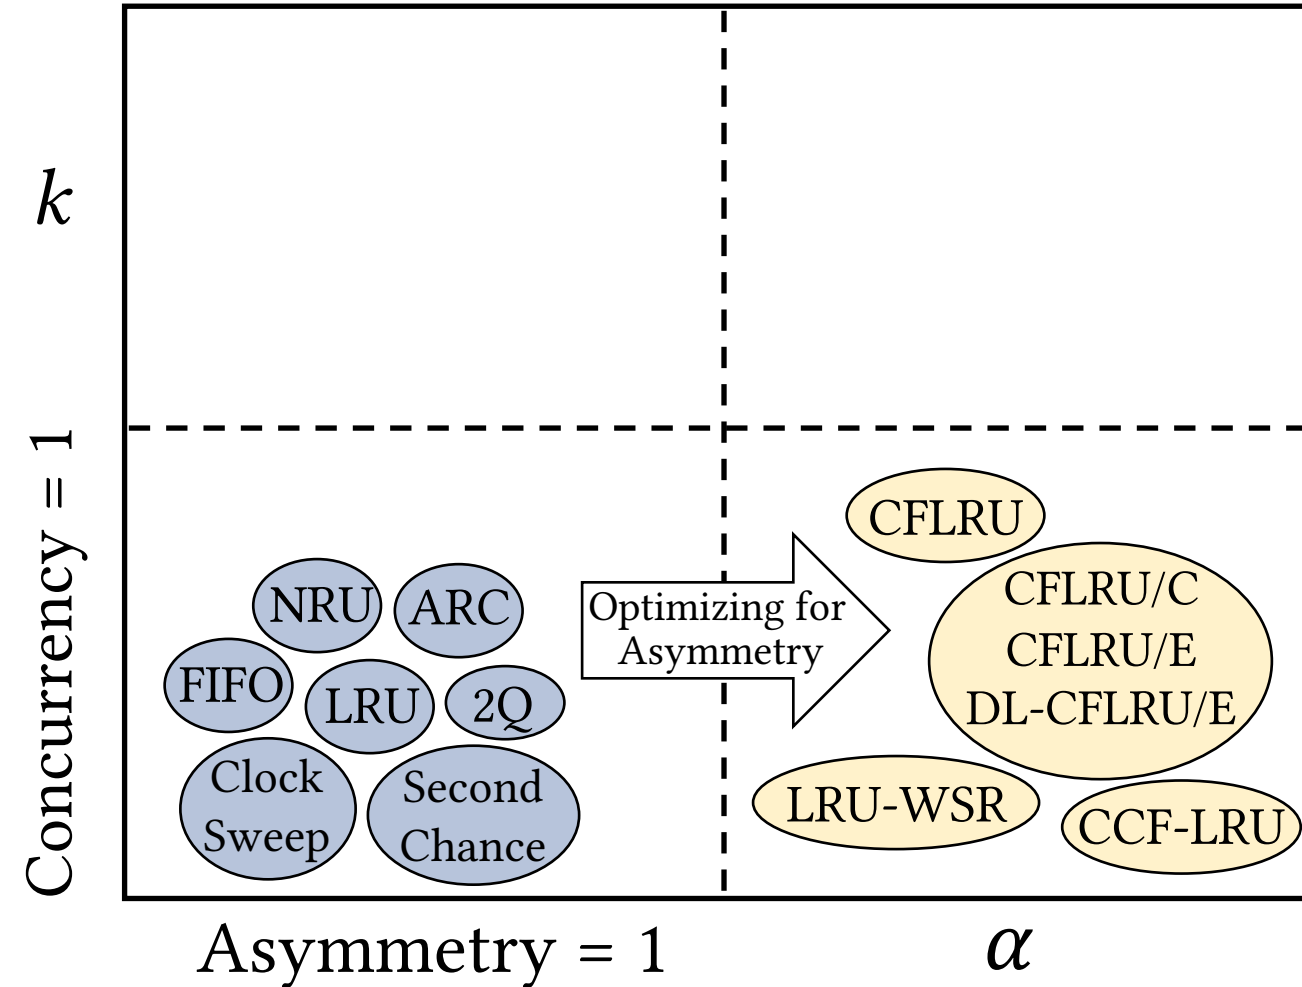 k
Concurrency = 1
CFLRU
CFLRU/C
CFLRU/E
DL-CFLRU/E
Optimizing for
Asymmetry
NRU
ARC
FIFO
LRU
2Q
Clock
Sweep
Second
Chance
LRU-WSR
CCF-LRU
Asymmetry = 1
α